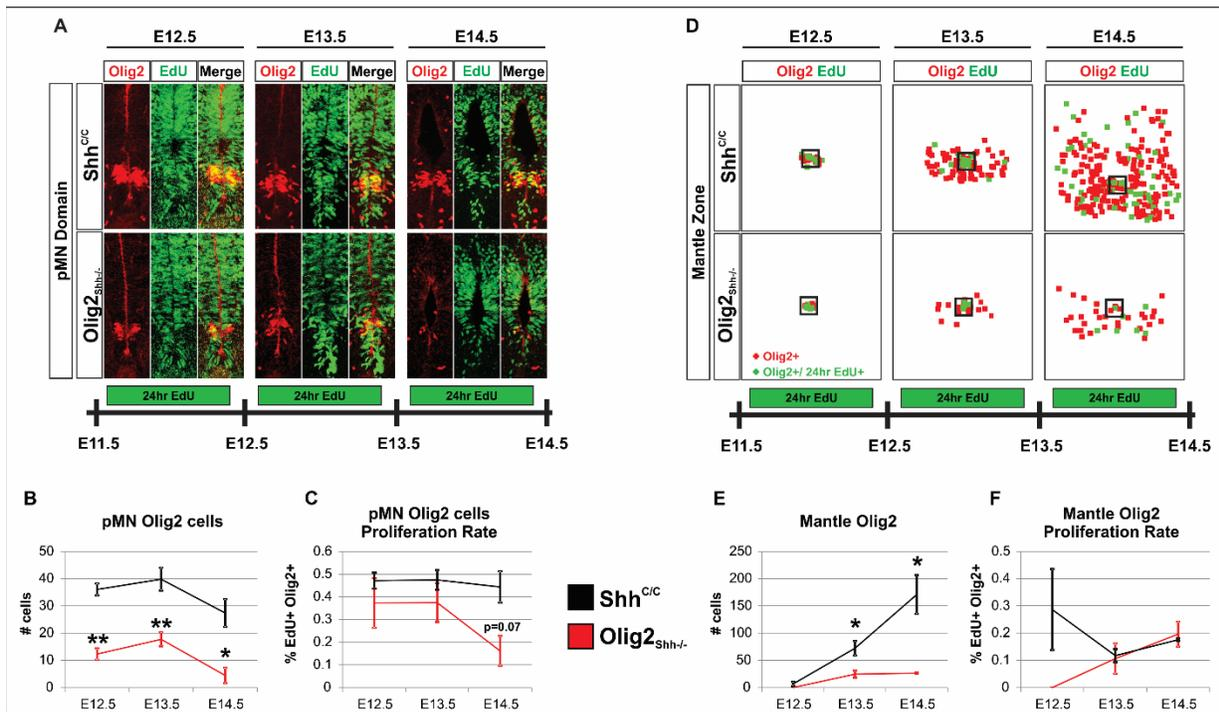 A
E12.5 E13.5 E14.5
Olig2 EdU Merge Olig2 EdU Merge Olig2 EdU Merge
pMN Domain
Shh^C/C
Olig2_Shh-/-
24hr EdU 24hr EdU 24hr EdU
E11.5 E12.5 E13.5 E14.5
D
E12.5 E13.5 E14.5
Olig2 EdU Olig2 EdU Olig2 EdU
Mantle Zone
Shh^C/C
Olig2_Shh-/-
Olig2+
Olig2+/ 24hr EdU+
24hr EdU 24hr EdU 24hr EdU
E11.5 E12.5 E13.5 E14.5
B
pMN Olig2 cells
# cells
50
40
30
20
10
0
** ** *
E12.5 E13.5 E14.5
C
pMN Olig2 cells
Proliferation Rate
% EdU+ Olig2+
0.6
0.5
0.4
0.3
0.2
0.1
0
p=0.07
E12.5 E13.5 E14.5
Shh^C/C
Olig2_Shh-/-
E
Mantle Olig2
# cells
250
200
150
100
50
0
* *
E12.5 E13.5 E14.5
F
Mantle Olig2
Proliferation Rate
% EdU+ Olig2+
0.5
0.4
0.3
0.2
0.1
0
E12.5 E13.5 E14.5